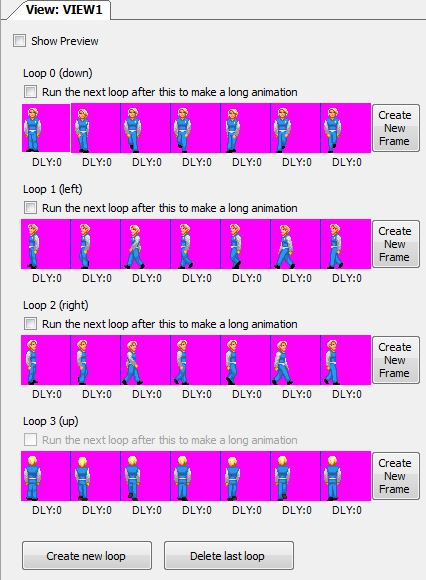 View: VIEW1
Show Preview
Loop 0 (down)
Run the next loop after this to make a long animation
Create
New
Frame
DLY:0 DLY:0 DLY:0 DLY:0 DLY:0 DLY:0 DLY:0
Loop 1 (left)
Run the next loop after this to make a long animation
Create
New
Frame
DLY:0 DLY:0 DLY:0 DLY:0 DLY:0 DLY:0 DLY:0
Loop 2 (right)
Run the next loop after this to make a long animation
Create
New
Frame
DLY:0 DLY:0 DLY:0 DLY:0 DLY:0 DLY:0 DLY:0
Loop 3 (up)
Run the next loop after this to make a long animation
Create
New
Frame
DLY:0 DLY:0 DLY:0 DLY:0 DLY:0 DLY:0 DLY:0
Create new loop Delete last loop